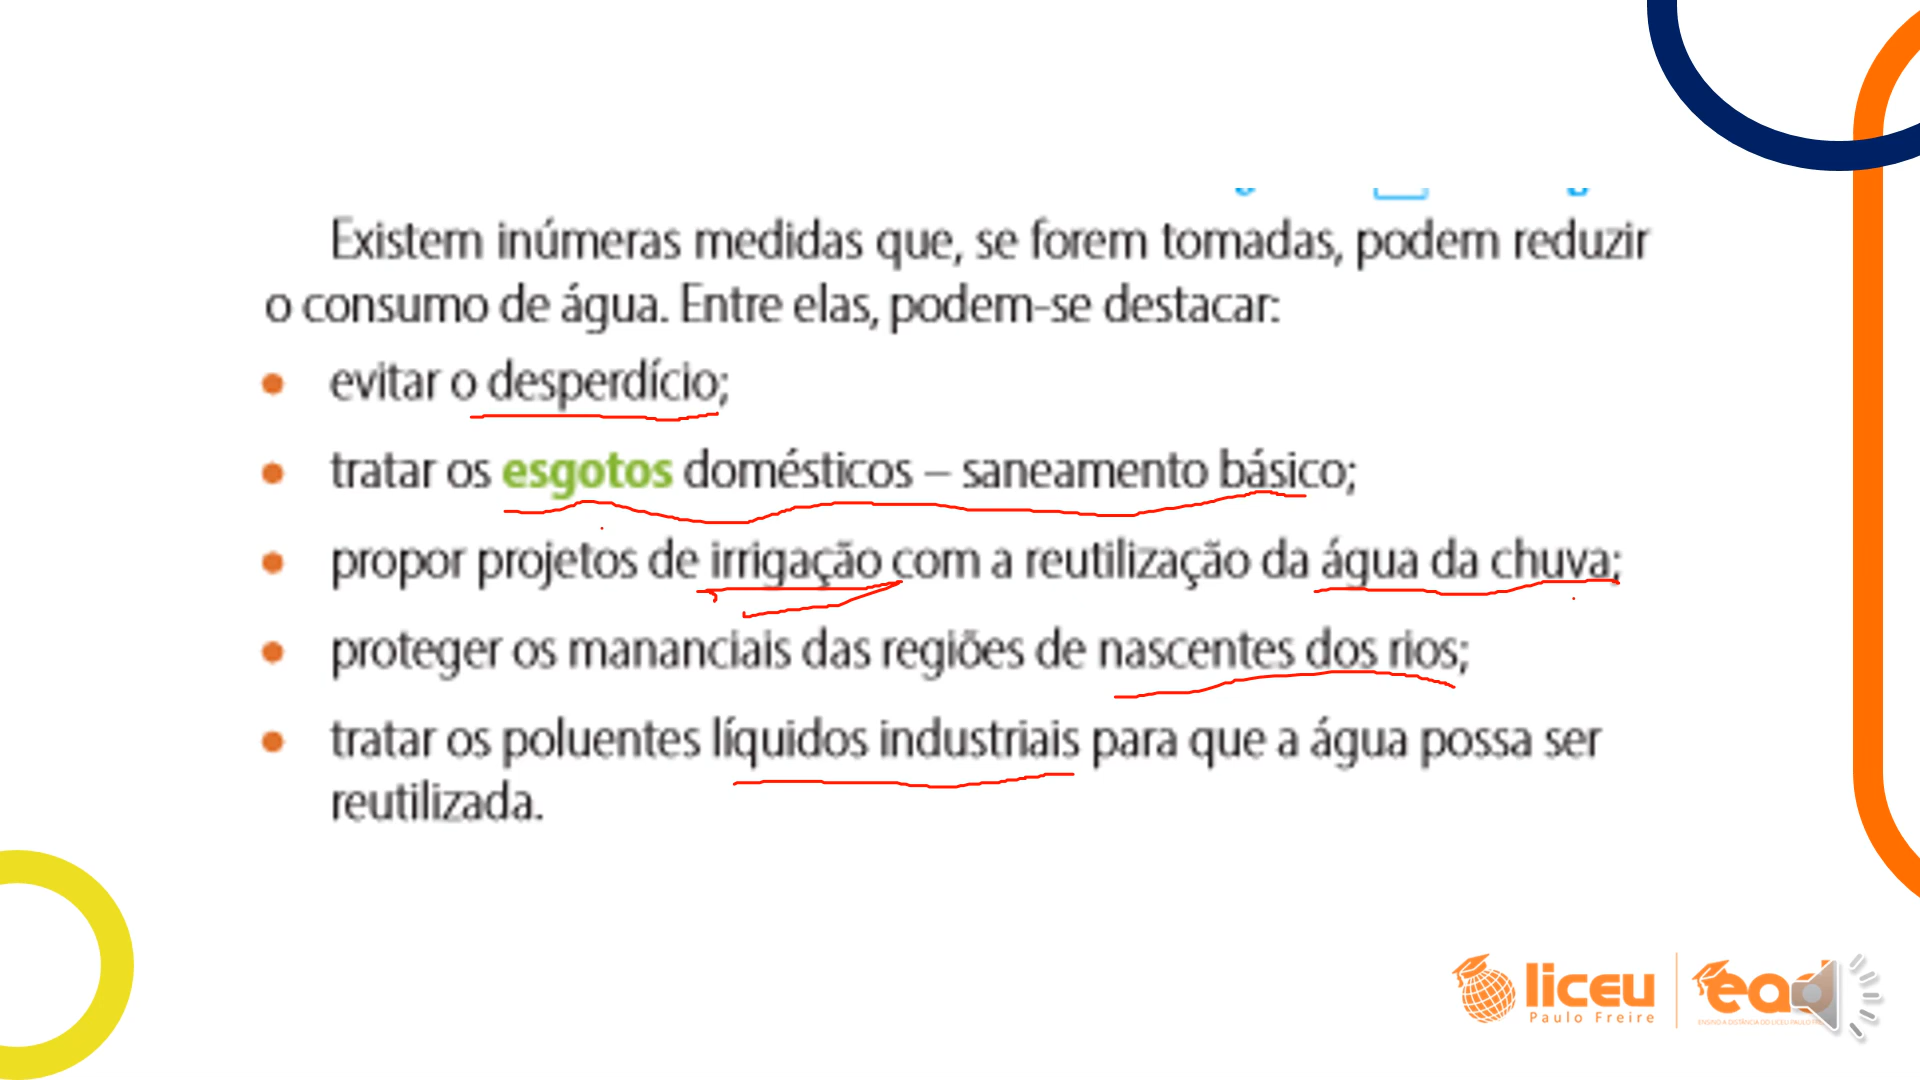 Existem inúmeras medidas que, se forem tomadas, podem reduzir
o consumo de água. Entre elas, podem-se destacar:
• evitar o desperdício;
• tratar os esgotos domésticos – saneamento básico;
• propor projetos de irrigação com a reutilização da água da chuva;
• proteger os mananciais das regiões de nascentes dos rios;
• tratar os poluentes líquidos industriais para que a água possa ser
reutilizada.
liceu
Paulo Freire
ead